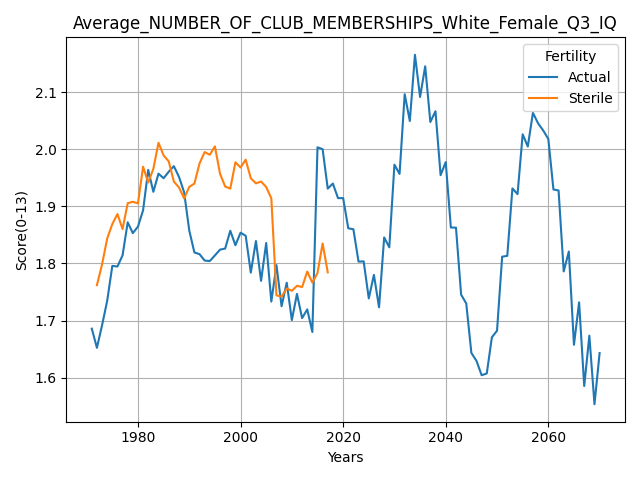 Average_NUMBER_OF_CLUB_MEMBERSHIPS_White_Female_Q3_IQ
Fertility
Actual
Sterile
Score(0-13)
2.1
2.0
1.9
1.8
1.7
1.6
1980
2000
2020
2040
2060
Years